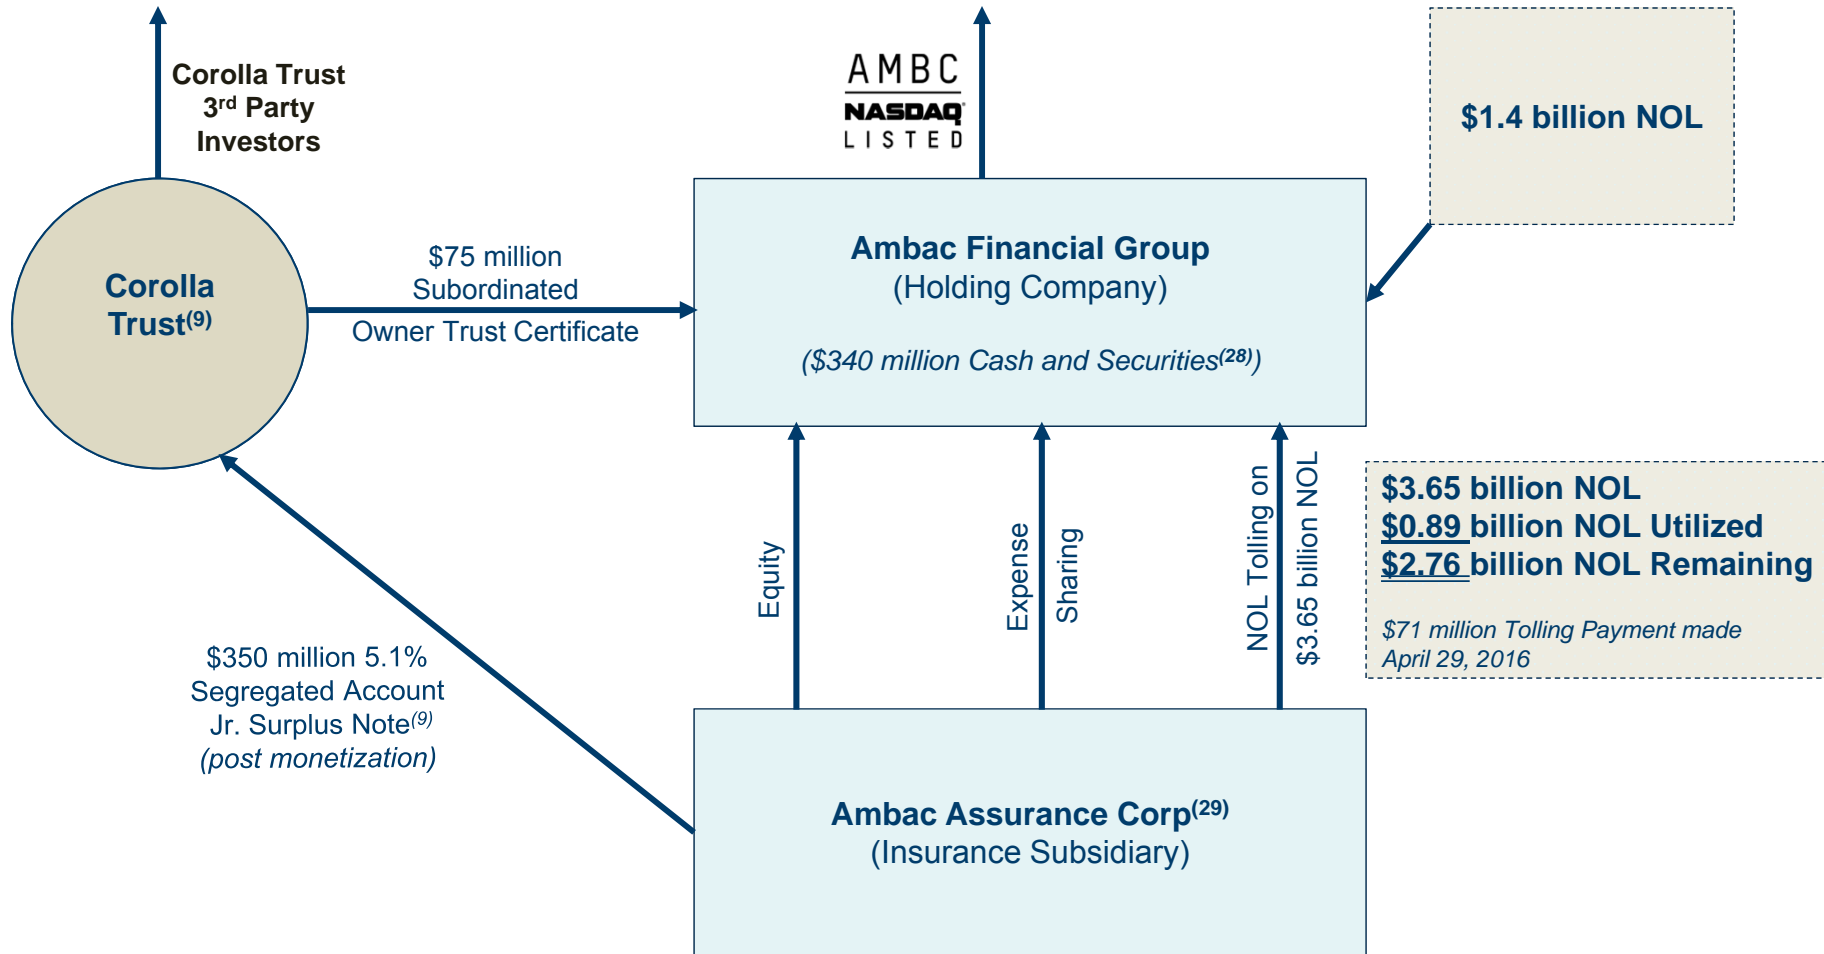 Corolla Trust
3rd Party
Investors
AMBC
NASDAQ
LISTED
$1.4 billion NOL
Corolla
Trust(9)
$75 million
Subordinated
Owner Trust Certificate
Ambac Financial Group
(Holding Company)
($340 million Cash and Securities(28))
Equity
Expense
Sharing
NOL Tolling on
$3.65 billion NOL
$3.65 billion NOL
$0.89 billion NOL Utilized
$2.76 billion NOL Remaining
$71 million Tolling Payment made
April 29, 2016
$350 million 5.1%
Segregated Account
Jr. Surplus Note(9)
(post monetization)
Ambac Assurance Corp(29)
(Insurance Subsidiary)